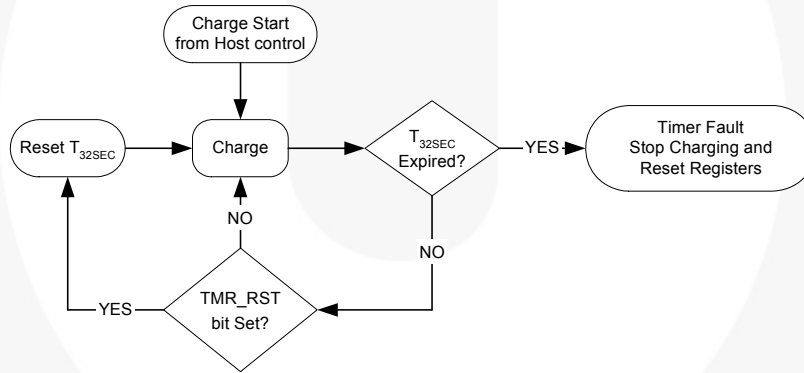 Charge Start
from Host control
Reset T32SEC
Charge
T32SEC
Expired?
YES
Timer Fault
Stop Charging and
Reset Registers
NO
NO
YES
TMR_RST
bit Set?